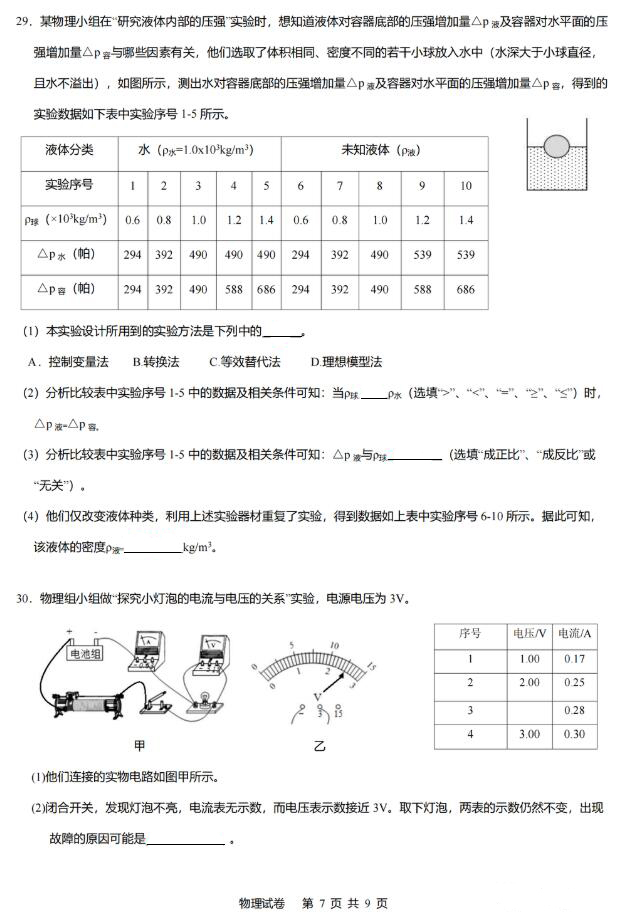 29. 某物理小组在“研究液体内部的压强”实验时，想知道液体对容器底部的压强增加量△p 液及容器对水平面的压
强增加量△p 容与哪些因素有关，他们选取了体积相同、密度不同的若干小球放入水中（水深大于小球直径，
且水不溢出），如图所示，测出水对容器底部的压强增加量△p 液及容器对水平面的压强增加量△p 容，得到的
实验数据如下表中实验序号 1-5 所示。
液体分类 水（ρ水=1.0x10³kg/m³） 未知液体（ρ液）
实验序号 1 2 3 4 5 6 7 8 9 10
ρ球（×10³kg/m³） 0.6 0.8 1.0 1.2 1.4 0.6 0.8 1.0 1.2 1.4
△p 水（帕） 294 392 490 490 490 294 392 490 539 539
△p 容（帕） 294 392 490 588 686 294 392 490 588 686
（1）本实验设计所用到的实验方法是下列中的______。
A．控制变量法 B.转换法 C.等效替代法 D.理想模型法
（2）分析比较表中实验序号 1-5 中的数据及相关条件可知：当ρ球____ρ水（选填“>”、“<”、“=”、“≥”、“≤”）时，
△p 液=△p 容。
（3）分析比较表中实验序号 1-5 中的数据及相关条件可知：△p 液与ρ球________（选填“成正比”、“成反比”或
“无关”）。
（4）他们仅改变液体种类，利用上述实验器材重复了实验，得到数据如上表中实验序号 6-10 所示。据此可知，
该液体的密度ρ液=_________kg/m³。
30．物理组小组做“探究小灯泡的电流与电压的关系”实验，电源电压为 3V。
+ -
电池组
A
V
甲
0 5 10 15
0 1 2 3
V
- 3 15
乙
序号 电压/V 电流/A
1 1.00 0.17
2 2.00 0.25
3 0.28
4 3.00 0.30
(1)他们连接的实物电路如图甲所示。
(2)闭合开关，发现灯泡不亮，电流表无示数，而电压表示数接近 3V。取下灯泡，两表的示数仍然不变，出现
故障的原因可能是____________ 。
物理试卷 第 7 页 共 9 页